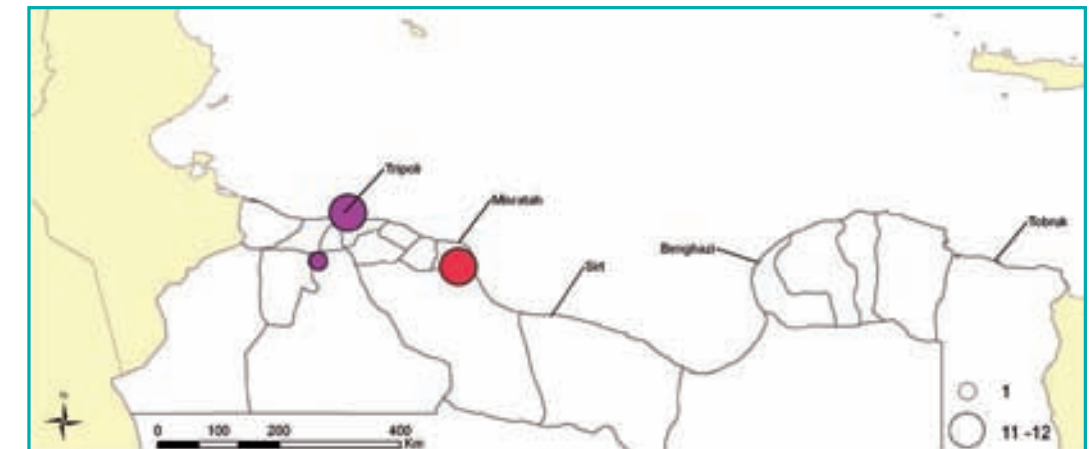 Tripoli
Misratah
Benghazi
Sirt
Tobruk
0 100 200 400
Km
1
11 -12